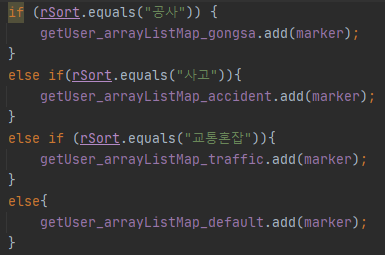 if (rSort.equals("공사")) {
    getUser_arrayListMap_gongsa.add(marker);
}
else if(rSort.equals("사고")){
    getUser_arrayListMap_accident.add(marker);
}
else if (rSort.equals("교통혼잡")){
    getUser_arrayListMap_traffic.add(marker);
}
else{
    getUser_arrayListMap_default.add(marker);
}